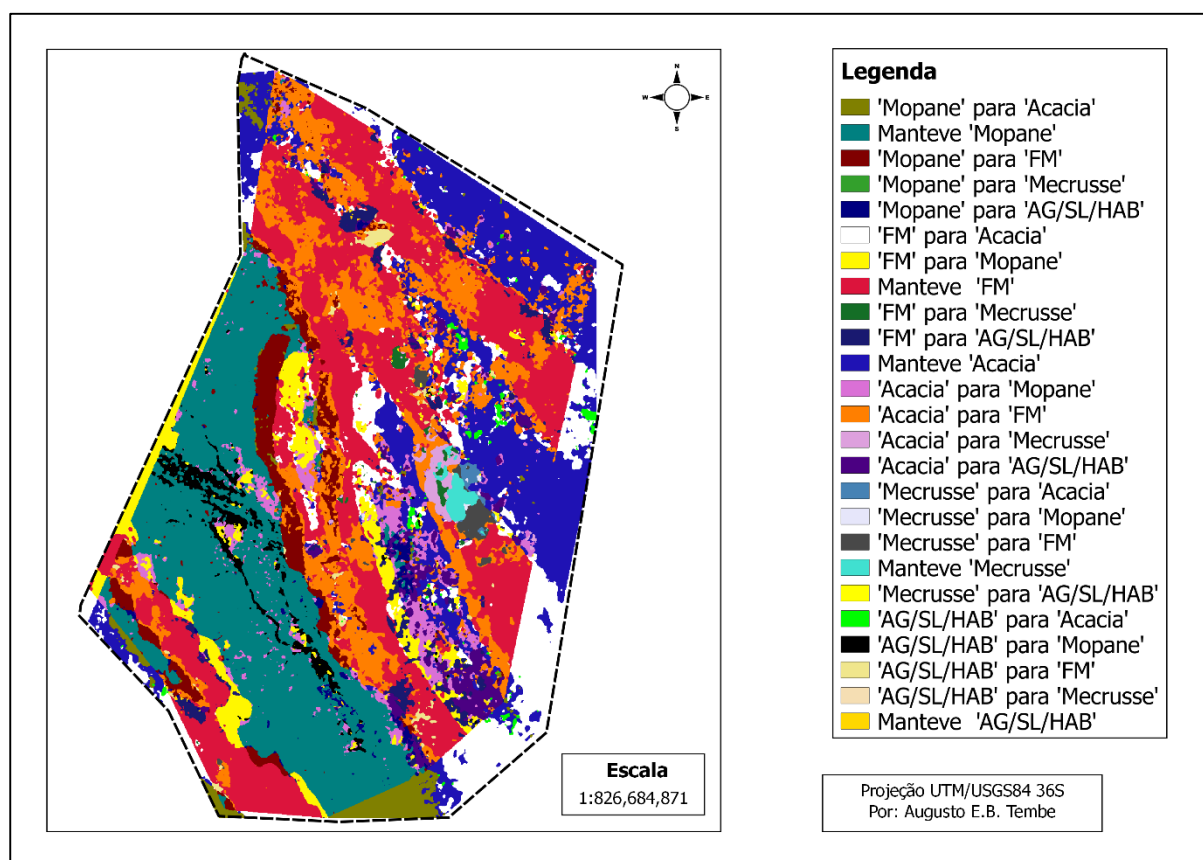 N
W
E
S
Legenda
'Mopane' para 'Acacia'
Manteve 'Mopane'
'Mopane' para 'FM'
'Mopane' para 'Mecrusse'
'Mopane' para 'AG/SL/HAB'
'FM' para 'Acacia'
'FM' para 'Mopane'
Manteve 'FM'
'FM' para 'Mecrusse'
'FM' para 'AG/SL/HAB'
Manteve 'Acacia'
'Acacia' para 'Mopane'
'Acacia' para 'FM'
'Acacia' para 'Mecrusse'
'Acacia' para 'AG/SL/HAB'
'Mecrusse' para 'Acacia'
'Mecrusse' para 'Mopane'
'Mecrusse' para 'FM'
Manteve 'Mecrusse'
'Mecrusse' para 'AG/SL/HAB'
'AG/SL/HAB' para 'Acacia'
'AG/SL/HAB' para 'Mopane'
'AG/SL/HAB' para 'FM'
'AG/SL/HAB' para 'Mecrusse'
Manteve 'AG/SL/HAB'
Escala
1:826,684,871
Projeção UTM/USGS84 36S
Por: Augusto E.B. Tembe